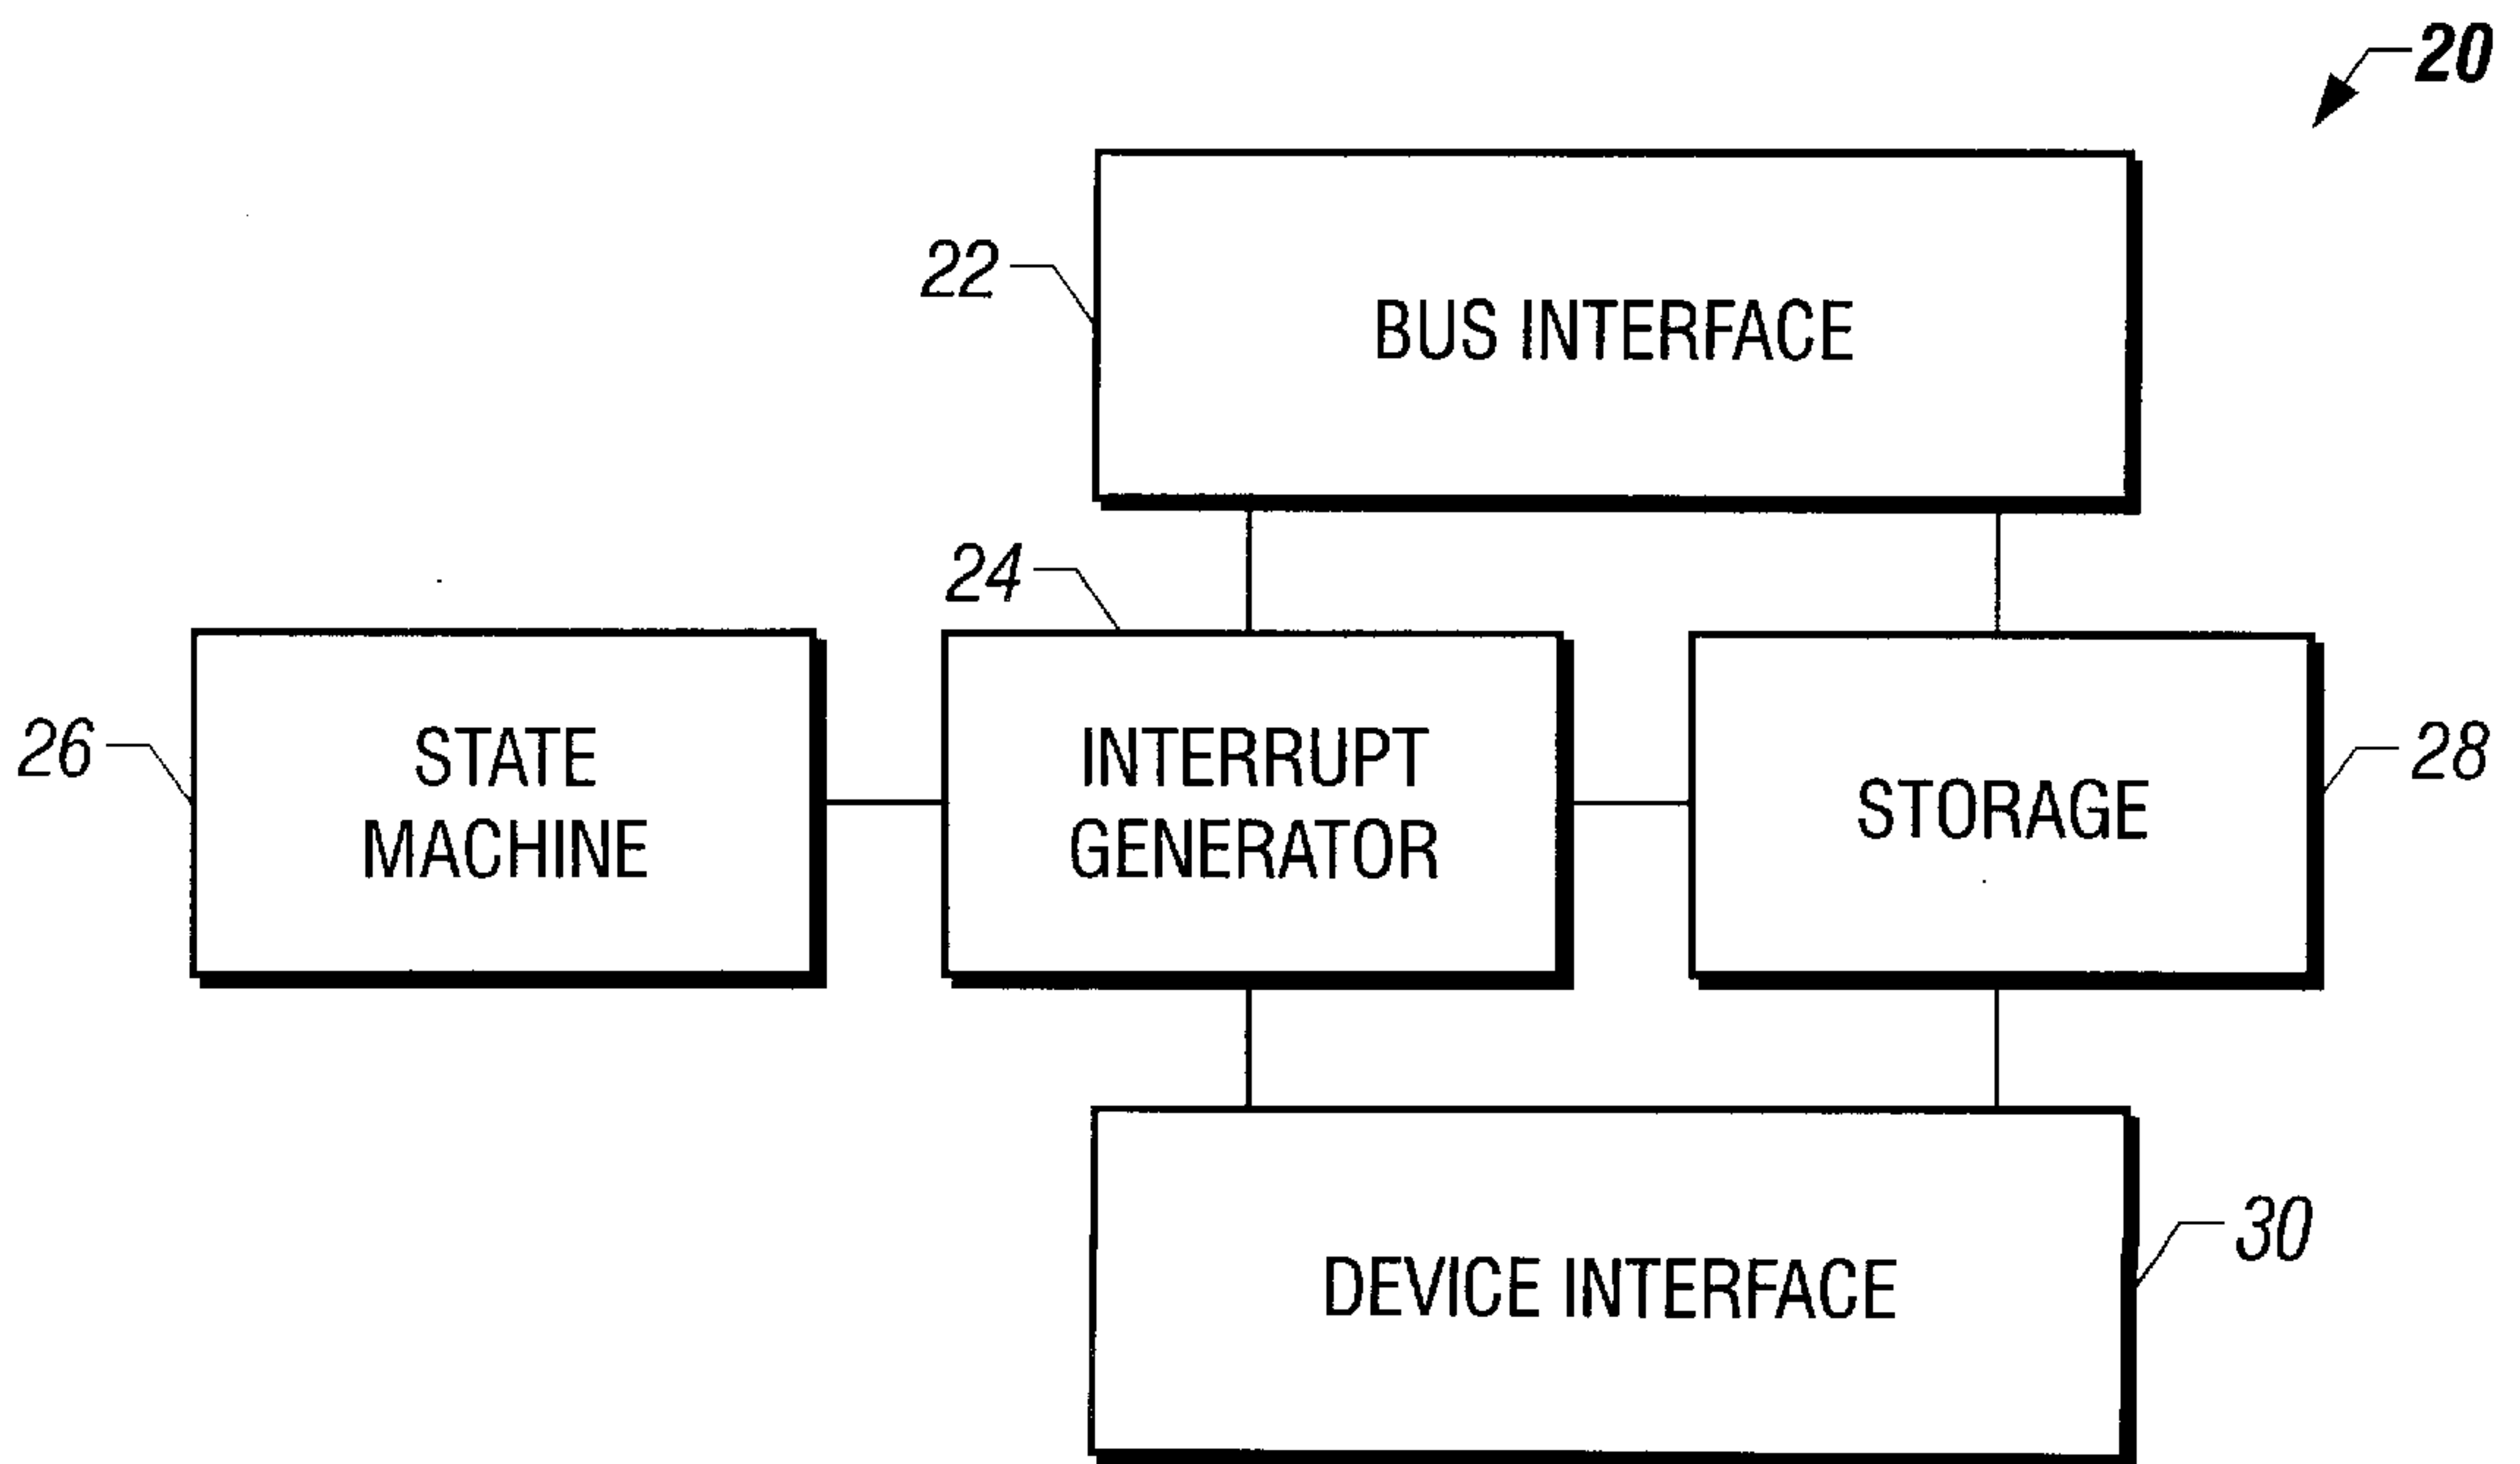 20
22
BUS INTERFACE
24
26
STATE
MACHINE
INTERRUPT
GENERATOR
STORAGE
28
DEVICE INTERFACE
30